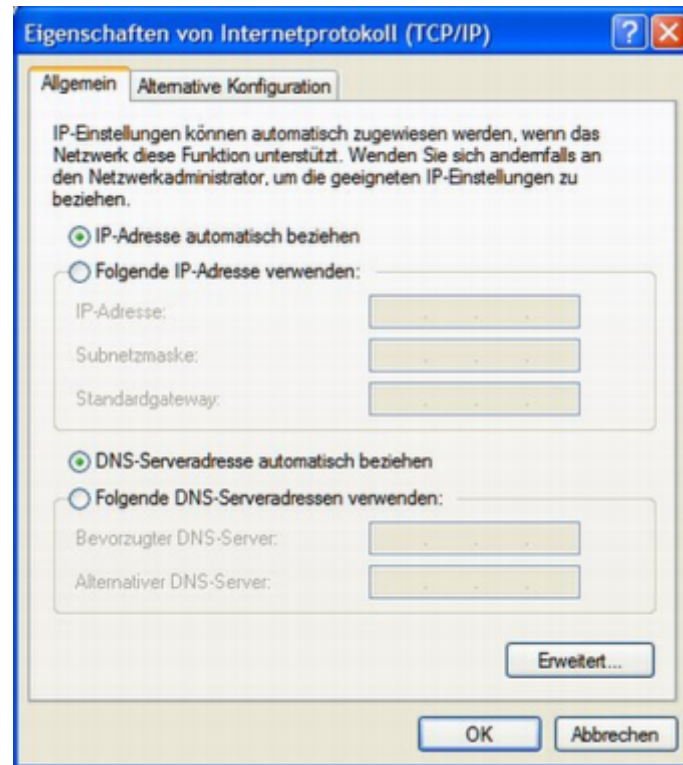 Eigenschaften von Internetprotokoll (TCP/IP)
Allgemein
Alternative Konfiguration
IP-Einstellungen können automatisch zugewiesen werden, wenn das
Netzwerk diese Funktion unterstützt. Wenden Sie sich andernfalls an
den Netzwerkadministrator, um die geeigneten IP-Einstellungen zu
beziehen.
IP-Adresse automatisch beziehen
Folgende IP-Adresse verwenden:
IP-Adresse:
Subnetzmaske:
Standardgateway:
DNS-Serveradresse automatisch beziehen
Folgende DNS-Serveradressen verwenden:
Bevorzugter DNS-Server:
Alternativer DNS-Server:
Erweitert...
OK
Abbrechen